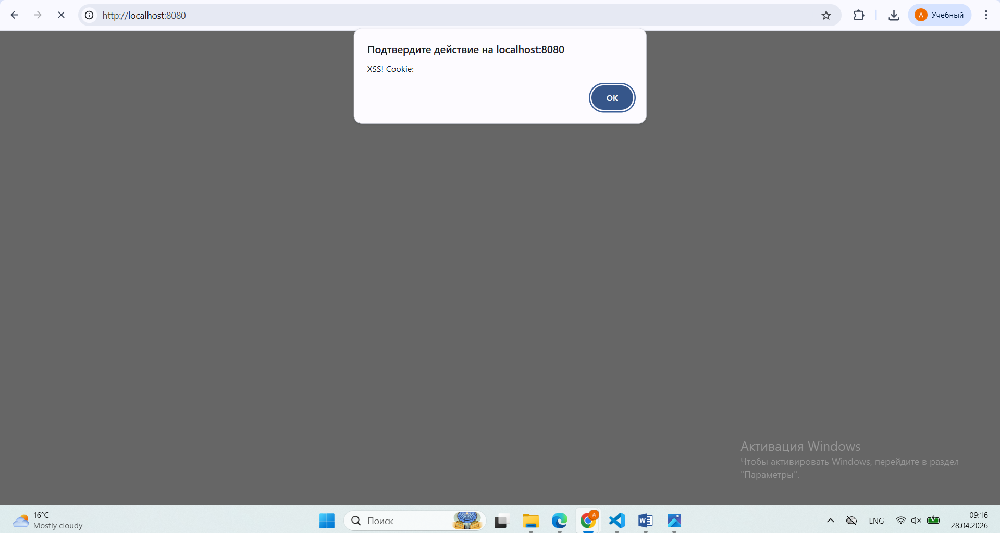 http://localhost:8080
A Учебный
Подтвердите действие на localhost:8080
XSS! Cookie:
ОК
Активация Windows
Чтобы активировать Windows, перейдите в раздел
"Параметры".
16°C
Mostly cloudy
Поиск
A
ENG
09:16
28.04.2026